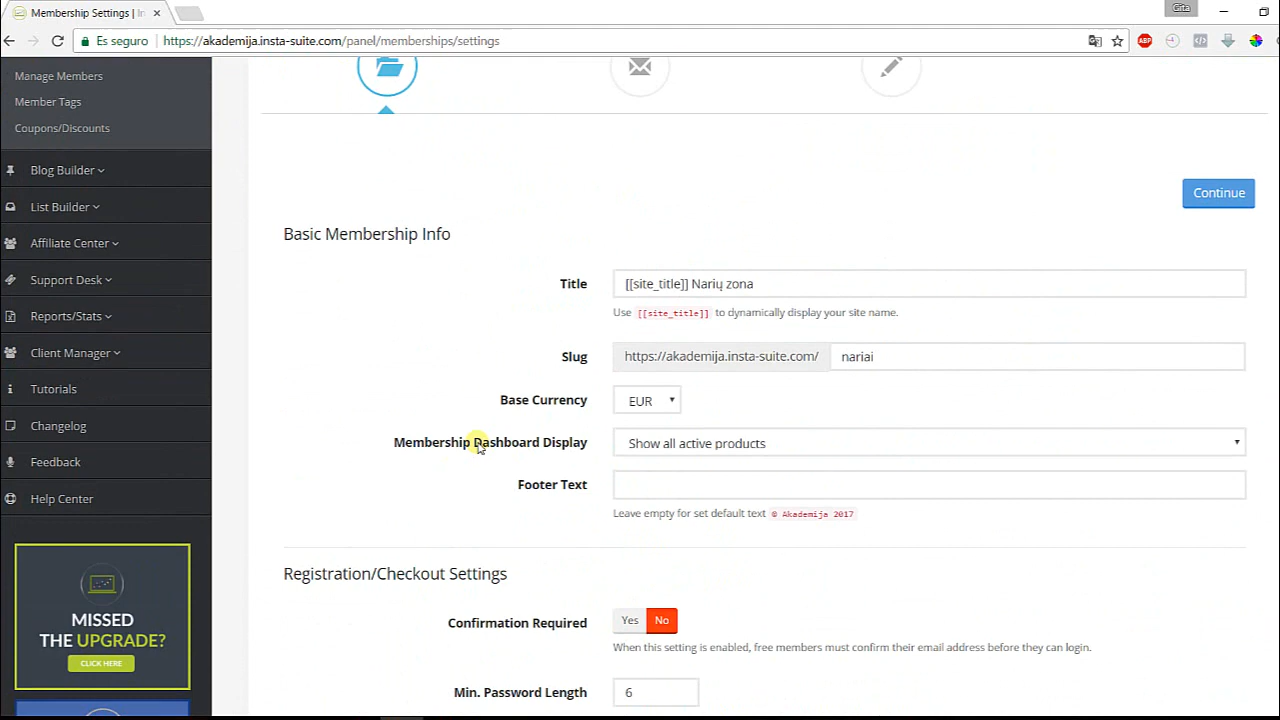 Membership Settings | In
Gita
Es seguro
https://akademija.insta-suite.com/panel/memberships/settings
ABP
Manage Members
Member Tags
Coupons/Discounts
Blog Builder
List Builder
Affiliate Center
Support Desk
Reports/Stats
Client Manager
Tutorials
Changelog
Feedback
Help Center
MISSED
THE UPGRADE?
CLICK HERE
Continue
Basic Membership Info
Title
[[site_title]] Narių zona
Use [[site_title]] to dynamically display your site name.
Slug
https://akademija.insta-suite.com/
nariai
Base Currency
EUR
Membership Dashboard Display
Show all active products
Footer Text
Leave empty for set default text © Akademija 2017
Registration/Checkout Settings
Confirmation Required
Yes No
When this setting is enabled, free members must confirm their email address before they can login.
Min. Password Length
6